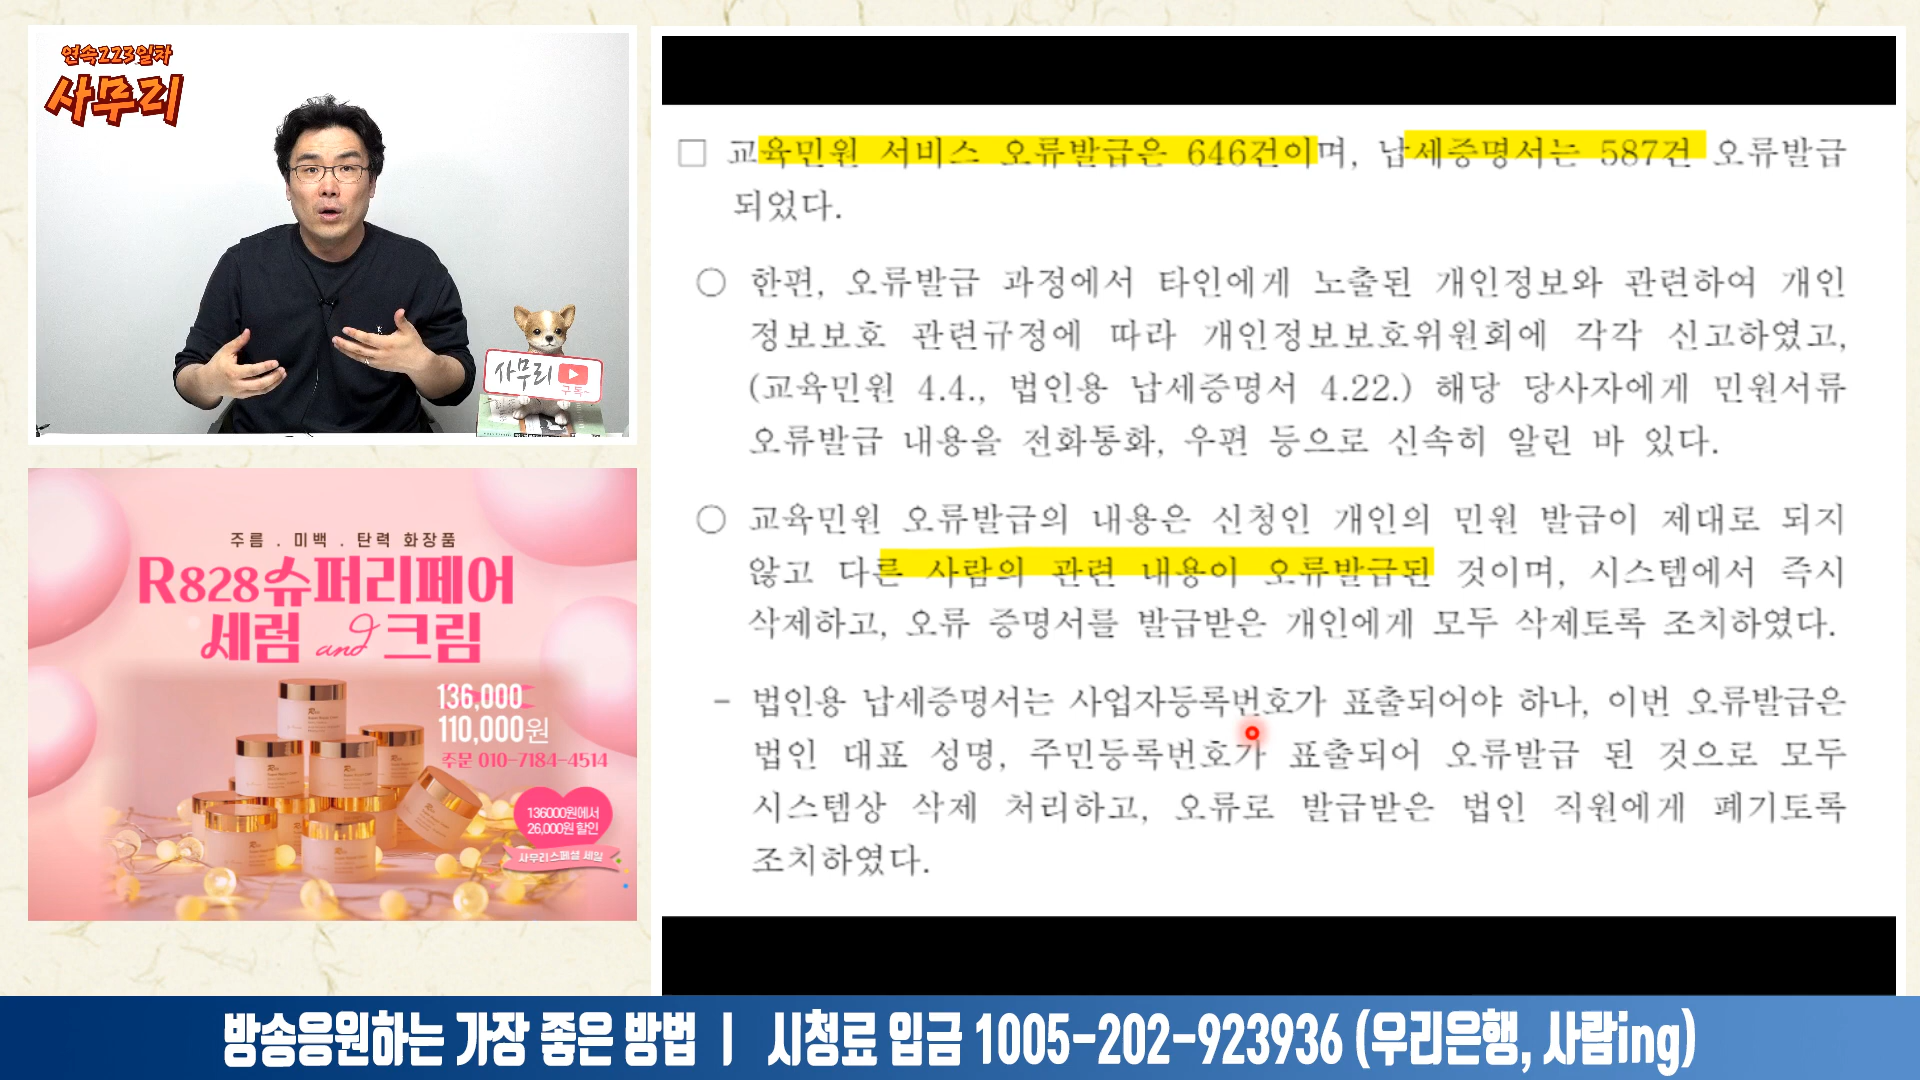 연속223일차
사무리
사무리
구독
주름 . 미백 . 탄력 화장품
R828슈퍼리페어
세럼 and 크림
136,000
110,000원
주문 010-7184-4514
136000원에서
26,000원 할인
사무리스페셜 세일
□ 교육민원 서비스 오류발급은 646건이며, 납세증명서는 587건 오류발급
되었다.
○ 한편, 오류발급 과정에서 타인에게 노출된 개인정보와 관련하여 개인
정보보호 관련규정에 따라 개인정보보호위원회에 각각 신고하였고,
(교육민원 4.4., 법인용 납세증명서 4.22.) 해당 당사자에게 민원서류
오류발급 내용을 전화통화, 우편 등으로 신속히 알린 바 있다.
○ 교육민원 오류발급의 내용은 신청인 개인의 민원 발급이 제대로 되지
않고 다른 사람의 관련 내용이 오류발급된 것이며, 시스템에서 즉시
삭제하고, 오류 증명서를 발급받은 개인에게 모두 삭제토록 조치하였다.
- 법인용 납세증명서는 사업자등록번호가 표출되어야 하나, 이번 오류발급은
법인 대표 성명, 주민등록번호가 표출되어 오류발급 된 것으로 모두
시스템상 삭제 처리하고, 오류로 발급받은 법인 직원에게 폐기토록
조치하였다.
방송응원하는 가장 좋은 방법 | 시청료 입금 1005-202-923936 (우리은행, 사람ing)